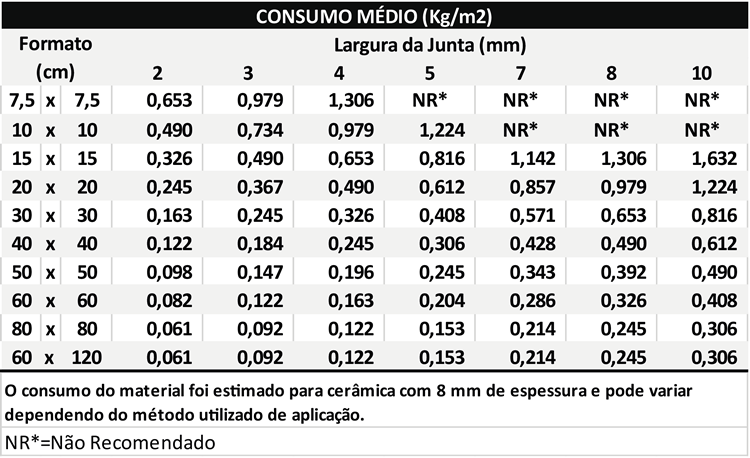 CONSUMO MÉDIO (Kg/m2)
Formato (cm) Largura da Junta (mm)
2 3 4 5 7 8 10
7,5 x 7,5 0,653 0,979 1,306 NR* NR* NR* NR*
10 x 10 0,490 0,734 0,979 1,224 NR* NR* NR*
15 x 15 0,326 0,490 0,653 0,816 1,142 1,306 1,632
20 x 20 0,245 0,367 0,490 0,612 0,857 0,979 1,224
30 x 30 0,163 0,245 0,326 0,408 0,571 0,653 0,816
40 x 40 0,122 0,184 0,245 0,306 0,428 0,490 0,612
50 x 50 0,098 0,147 0,196 0,245 0,343 0,392 0,490
60 x 60 0,082 0,122 0,163 0,204 0,286 0,326 0,408
80 x 80 0,061 0,092 0,122 0,153 0,214 0,245 0,306
60 x 120 0,061 0,092 0,122 0,153 0,214 0,245 0,306
O consumo do material foi estimado para cerâmica com 8 mm de espessura e pode variar
dependendo do método utilizado de aplicação.
NR*=Não Recomendado